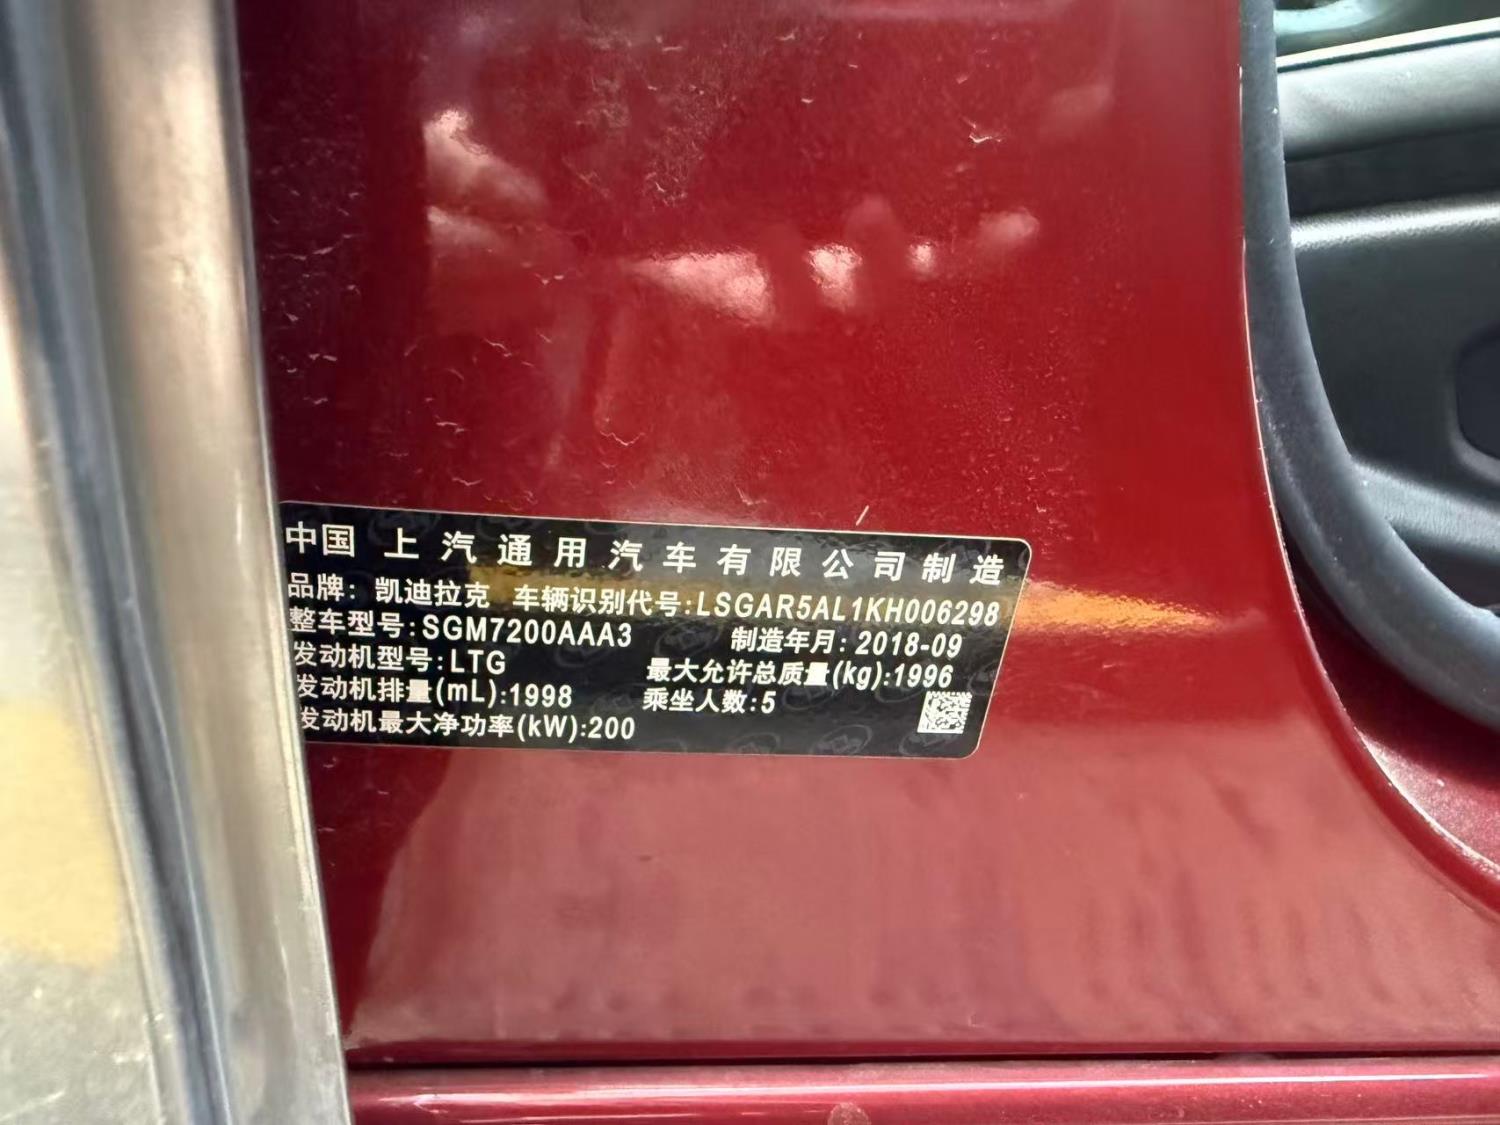 中国 上汽通用汽车有限公司制造
品牌: 凯迪拉克 车辆识别代号:LSGAR5AL1KH006298
整车型号:SGM7200AAA3 制造年月: 2018-09
发动机型号:LTG 最大允许总质量(kg):1996
发动机排量(mL):1998 乘坐人数:5
发动机最大净功率(kW):200